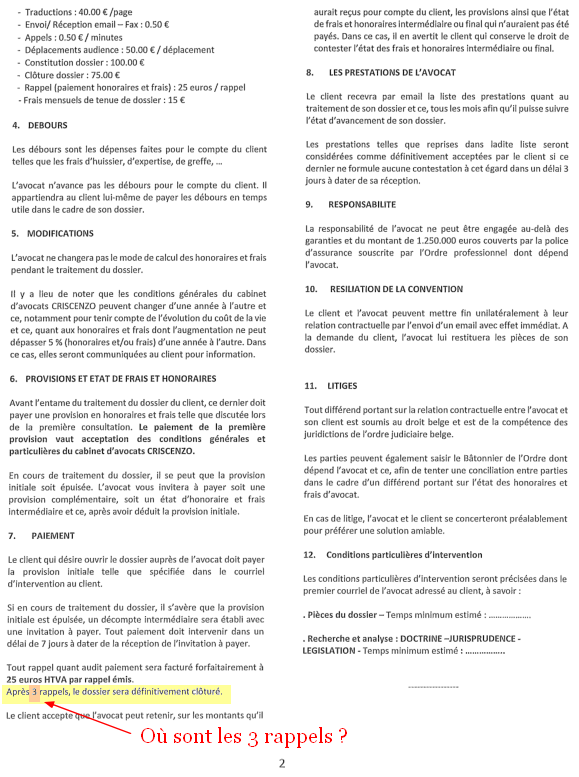 - Traductions : 40.00 € /page
- Envoi/ Réception email – Fax : 0.50 €
- Appels : 0.50 € / minutes
- Déplacements audience : 50.00 € / déplacement
- Constitution dossier : 100.00 €
- Clôture dossier : 75.00 €
- Rappel (paiement honoraires et frais) : 25 euros / rappel
- Frais mensuels de tenue de dossier : 15 €
4. DEBOURS
Les débours sont les dépenses faites pour le compte du client
telles que les frais d'huissier, d'expertise, de greffe, …
L'avocat n'avance pas les débours pour le compte du client. Il
appartiendra au client lui-même de payer les débours en temps
utile dans le cadre de son dossier.
5. MODIFICATIONS
L'avocat ne changera pas le mode de calcul des honoraires et frais
pendant le traitement du dossier.
Il y a lieu de noter que les conditions générales du cabinet
d'avocats CRISCENZO peuvent changer d'une année à l'autre et
ce, notamment pour tenir compte de l'évolution du coût de la vie
et ce, quant aux honoraires et frais dont l'augmentation ne peut
dépasser 5 % (honoraires et/ou frais) d'une année à l'autre. Dans
ce cas, elles seront communiquées au client pour information.
6. PROVISIONS ET ETAT DE FRAIS ET HONORAIRES
Avant l'entame du traitement du dossier du client, ce dernier doit
payer une provision en honoraires et frais telle que discutée lors
de la première consultation. Le paiement de la première
provision vaut acceptation des conditions générales et
particulières du cabinet d'avocats CRISCENZO.
En cours de traitement du dossier, il se peut que la provision
initiale soit épuisée. L'avocat vous invitera à payer soit une
provision complémentaire, soit un état d'honoraire et frais
intermédiaire et ce, après avoir déduit la provision initiale.
7. PAIEMENT
Le client qui désire ouvrir le dossier auprès de l'avocat doit payer
la provision initiale telle que spécifiée dans le courriel
d'intervention au client.
Si en cours de traitement du dossier, il s'avère que la provision
initiale est épuisée, un décompte intermédiaire sera établi avec
une invitation à payer. Tout paiement doit intervenir dans un
délai de 7 jours à dater de la réception de l'invitation à payer.
Tout rappel quant audit paiement sera facturé forfaitairement à
25 euros HTVA par rappel émis.
Après 3 rappels, le dossier sera définitivement clôturé.
Le client accepte que l'avocat peut retenir, sur les montants qu'il
aurait reçus pour compte du client, les provisions ainsi que l'état
de frais et honoraires intermédiaire ou final qui n'auraient pas été
payés. Dans ce cas, il en avertit le client qui conserve le droit de
contester l'état des frais et honoraires intermédiaire ou final.
8. LES PRESTATIONS DE L'AVOCAT
Le client recevra par email la liste des prestations quant au
traitement de son dossier et ce, tous les mois afin qu'il puisse suivre
l'état d'avancement de son dossier.
Les prestations telles que reprises dans ladite liste seront
considérées comme définitivement acceptées par le client si ce
dernier ne formule aucune contestation à cet égard dans un délai 3
jours à dater de sa réception.
9. RESPONSABILITE
La responsabilité de l'avocat ne peut être engagée au-delà des
garanties et du montant de 1.250.000 euros couverts par la police
d'assurance souscrite par l'Ordre professionnel dont dépend
l'avocat.
10. RESILIATION DE LA CONVENTION
Le client et l'avocat peuvent mettre fin unilatéralement à leur
relation contractuelle par l'envoi d'un email avec effet immédiat. A
la demande du client, l'avocat lui restituera les pièces de son
dossier.
11. LITIGES
Tout différend portant sur la relation contractuelle entre l'avocat et
son client est soumis au droit belge et est de la compétence des
juridictions de l'ordre judiciaire belge.
Les parties peuvent également saisir le Bâtonnier de l'Ordre dont
dépend l'avocat et ce, afin de tenter une conciliation entre parties
dans le cadre d'un différend portant sur l'état des honoraires et
frais d'avocat.
En cas de litige, l'avocat et le client se concerteront préalablement
pour préférer une solution amiable.
12. Conditions particulières d'intervention
Les conditions particulières d'intervention seront précisées dans le
premier courriel de l'avocat adressé au client, à savoir :
. Pièces du dossier – Temps minimum estimé : ………………
. Recherche et analyse : DOCTRINE –JURISPRUDENCE -
LEGISLATION - Temps minimum estimé : ……………..
-----------------
Où sont les 3 rappels ?
2